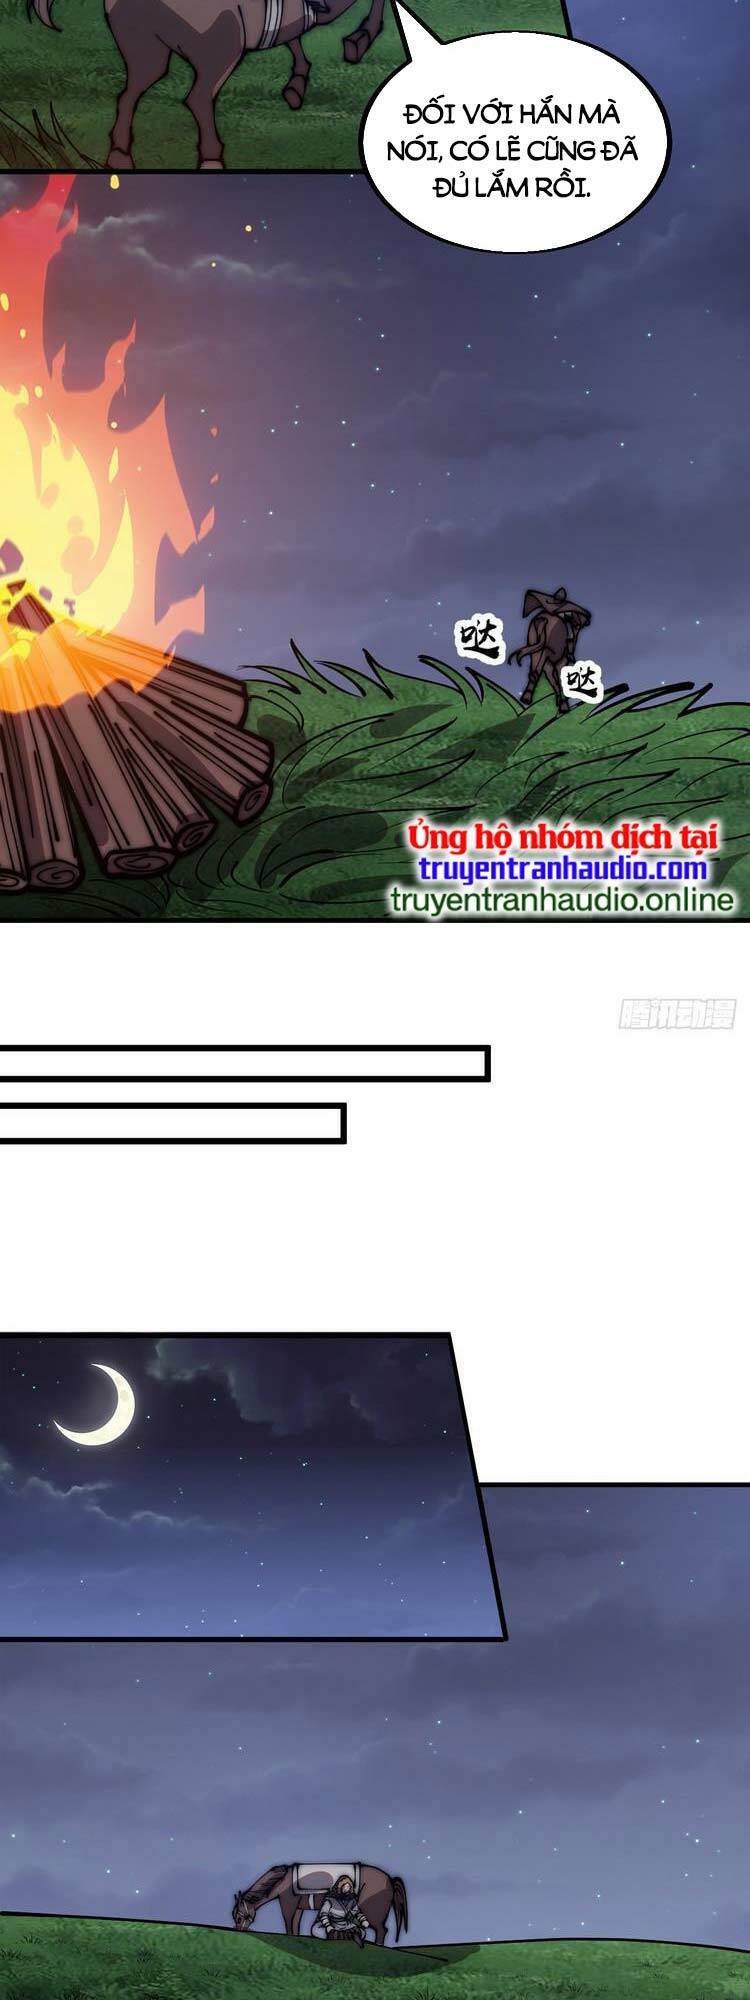 ĐỐI VỚI HẮN MÀ
NÓI, CÓ LẼ CŨNG ĐÃ
ĐỦ LẮM RỒI.
哒
哒
Ủng hộ nhóm dịch tại
truyentranhaudio.com
truyentranhaudio.online
腾讯动漫